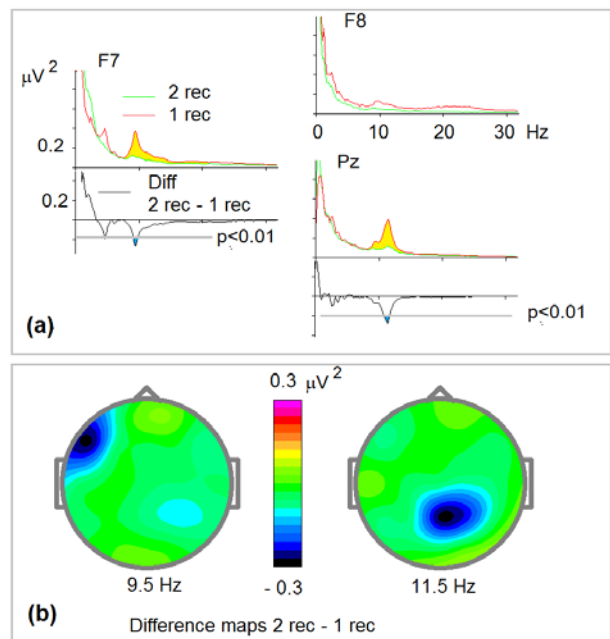 F7
μV²
2 rec
1 rec
0.2
0.2
Diff
2 rec - 1 rec
p<0.01
F8
0 10 20 30 Hz
Pz
p<0.01
(a)
0.3 μV²
9.5 Hz
- 0.3
11.5 Hz
(b)
Difference maps 2 rec - 1 rec